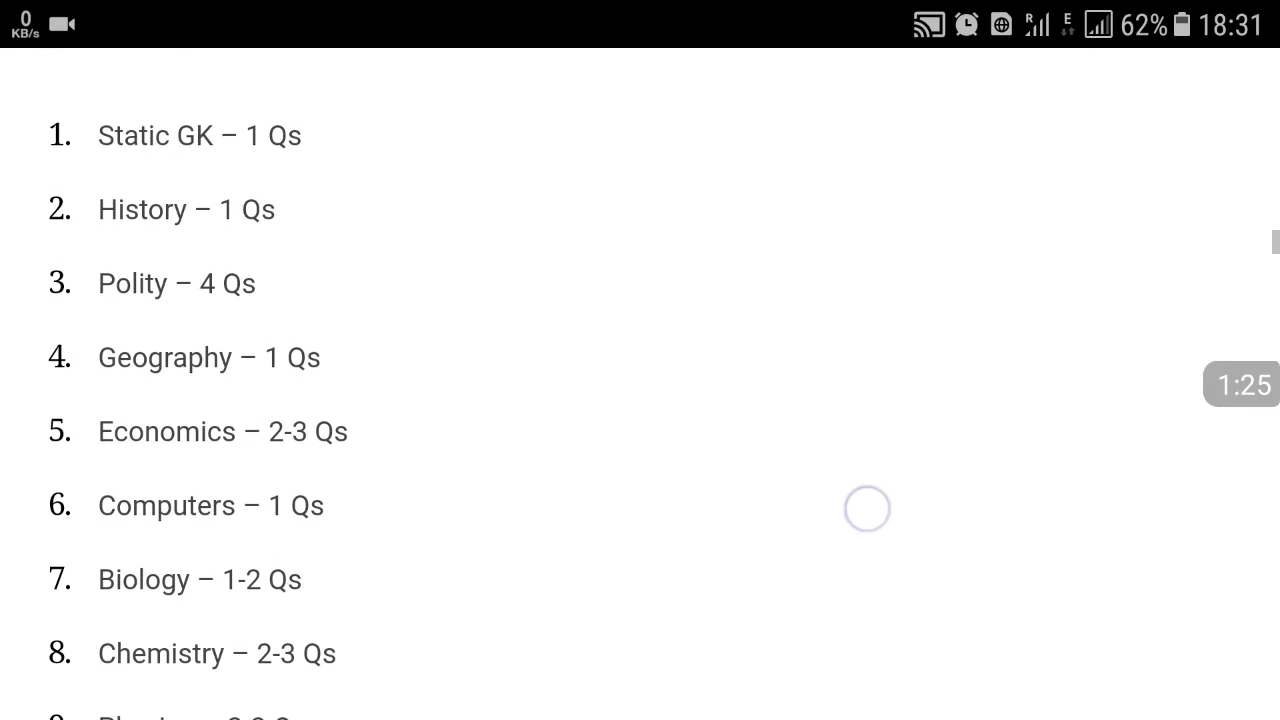 0
KB/s
R
E
62%
18:31
1. Static GK – 1 Qs
2. History – 1 Qs
3. Polity – 4 Qs
4. Geography – 1 Qs
1:25
5. Economics – 2-3 Qs
6. Computers – 1 Qs
7. Biology – 1-2 Qs
8. Chemistry – 2-3 Qs